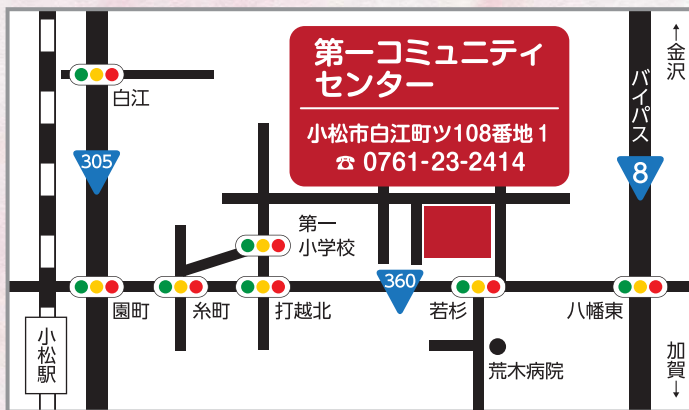 第一コミュニティ
センター
小松市白江町ツ108番地1
☎ 0761-23-2414
↑金沢
バイパス
8
白江
305
第一
小学校
360
園町
糸町
打越北
若杉
八幡東
小松駅
荒木病院
加賀↓